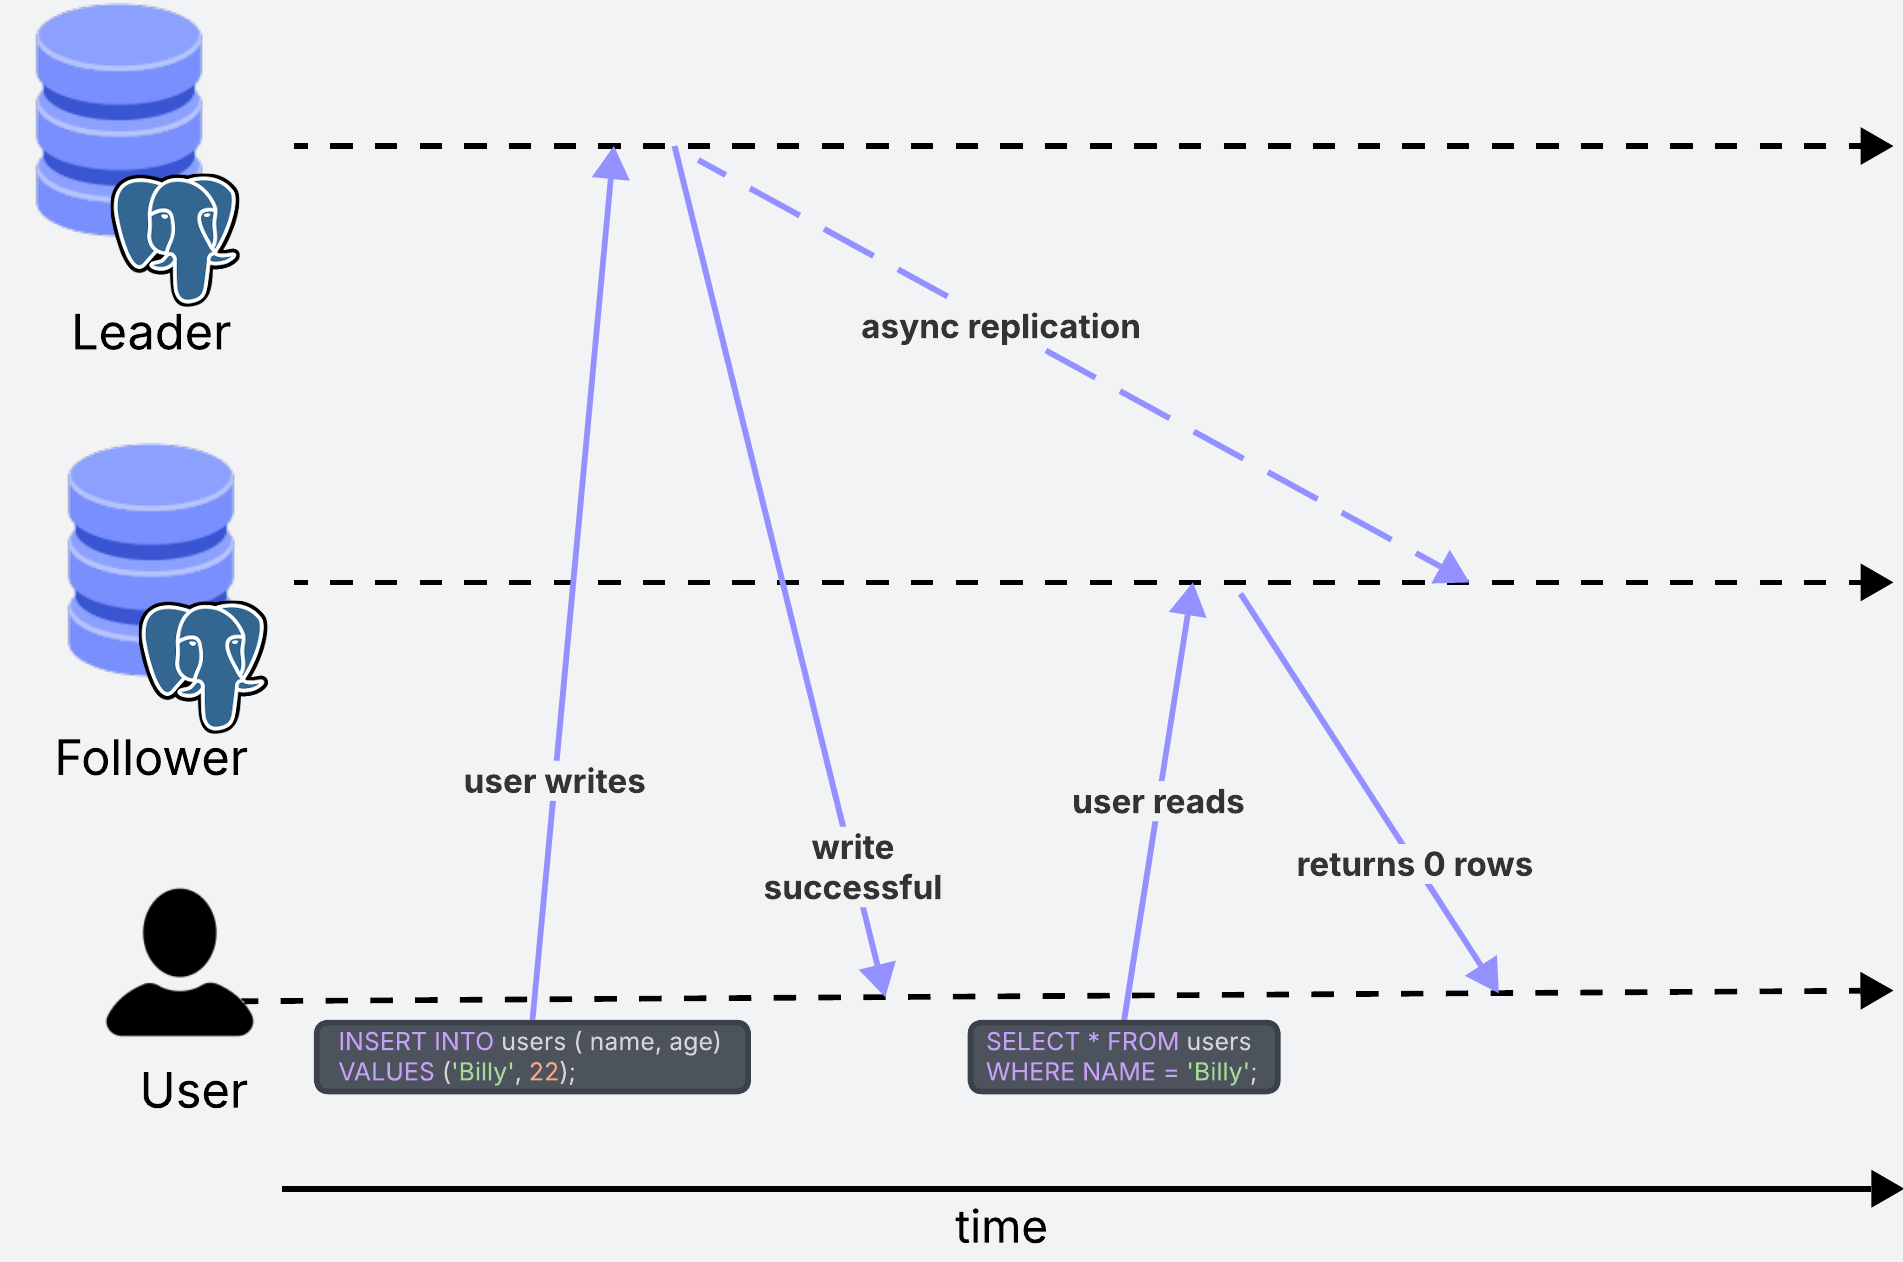 Leader
async replication
Follower
user writes
user reads
write
successful
returns 0 rows
INSERT INTO users ( name, age)
VALUES ('Billy', 22);
SELECT * FROM users
WHERE NAME = 'Billy';
User
time